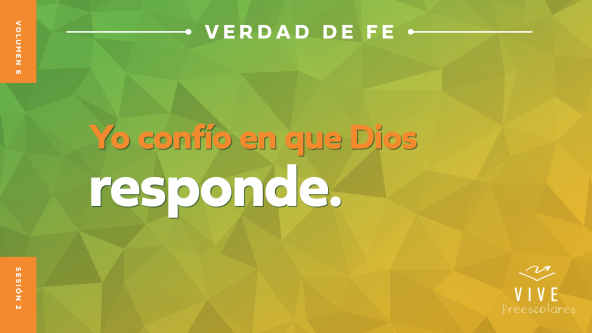 VOLUMEN 6
VERDAD DE FE
Yo confío en que Dios
responde.
SESIÓN 2
VIVE
Preescolares